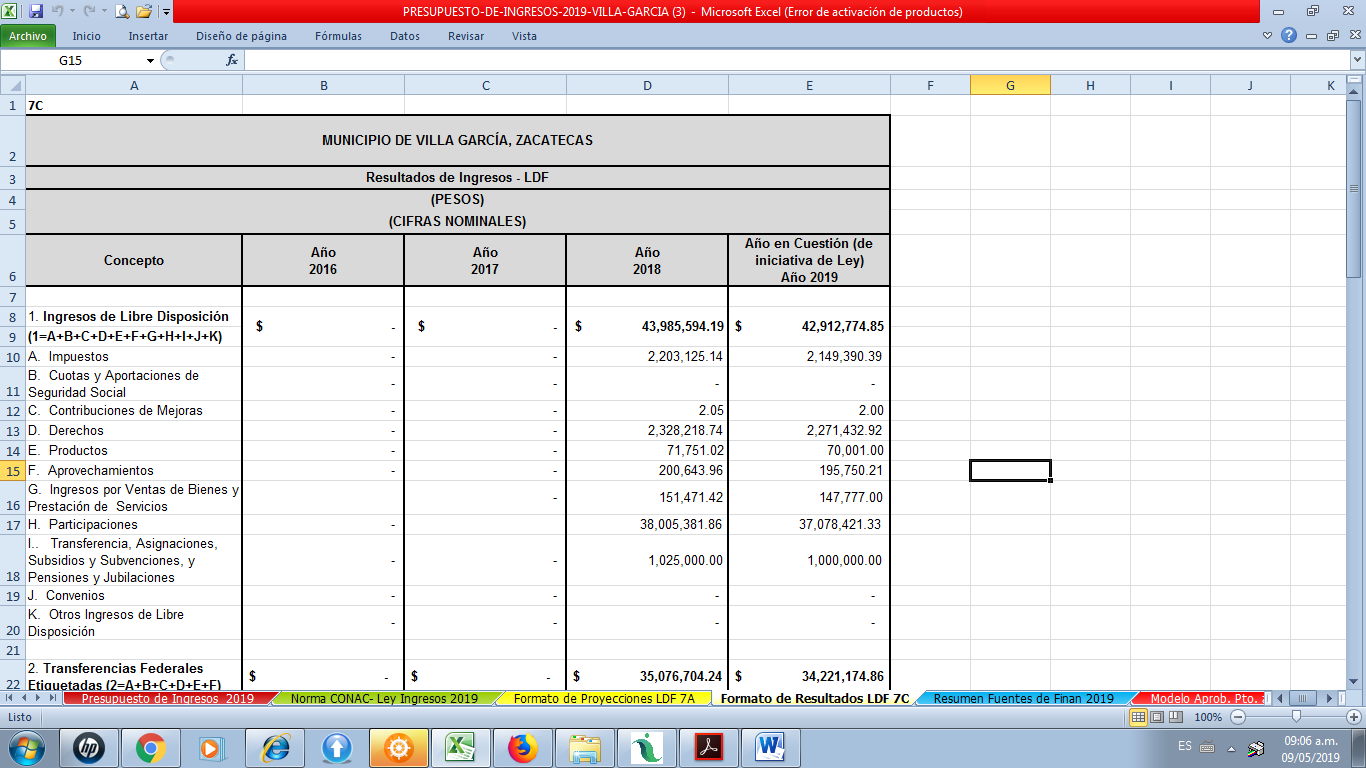 PRESUPUESTO-DE-INGRESOS-2019-VILLA-GARCIA (3) - Microsoft Excel (Error de activación de productos)
Archivo Inicio Insertar Diseño de página Fórmulas Datos Revisar Vista
G15 fx
A B C D E F G H I J K
1 7C
2 MUNICIPIO DE VILLA GARCÍA, ZACATECAS
3 Resultados de Ingresos - LDF
4 (PESOS)
5 (CIFRAS NOMINALES)
6 Concepto Año 2016 Año 2017 Año 2018 Año en Cuestión (de iniciativa de Ley) Año 2019
7
8 1. Ingresos de Libre Disposición $ - $ - $ 43,985,594.19 $ 42,912,774.85
9 (1=A+B+C+D+E+F+G+H+I+J+K)
10 A. Impuestos - - 2,203,125.14 2,149,390.39
11 B. Cuotas y Aportaciones de Seguridad Social - - - -
12 C. Contribuciones de Mejoras - - 2.05 2.00
13 D. Derechos - - 2,328,218.74 2,271,432.92
14 E. Productos - - 71,751.02 70,001.00
15 F. Aprovechamientos - - 200,643.96 195,750.21
16 G. Ingresos por Ventas de Bienes y Prestación de Servicios - 151,471.42 147,777.00
17 H. Participaciones - 38,005,381.86 37,078,421.33
18 I.. Transferencia, Asignaciones, Subsidios y Subvenciones, y Pensiones y Jubilaciones - - 1,025,000.00 1,000,000.00
19 J. Convenios - - - -
20 K. Otros Ingresos de Libre Disposición - - - -
21
22 2. Transferencias Federales Etiquetadas (2=A+B+C+D+E+F) $ - $ - $ 35,076,704.24 $ 34,221,174.86
Presupuesto de Ingresos 2019 Norma CONAC- Ley Ingresos 2019 Formato de Proyecciones LDF 7A Formato de Resultados LDF 7C Resumen Fuentes de Finan 2019 Modelo Aprob. Pto.
Listo 100%
ES 09:06 a.m.
09/05/2019